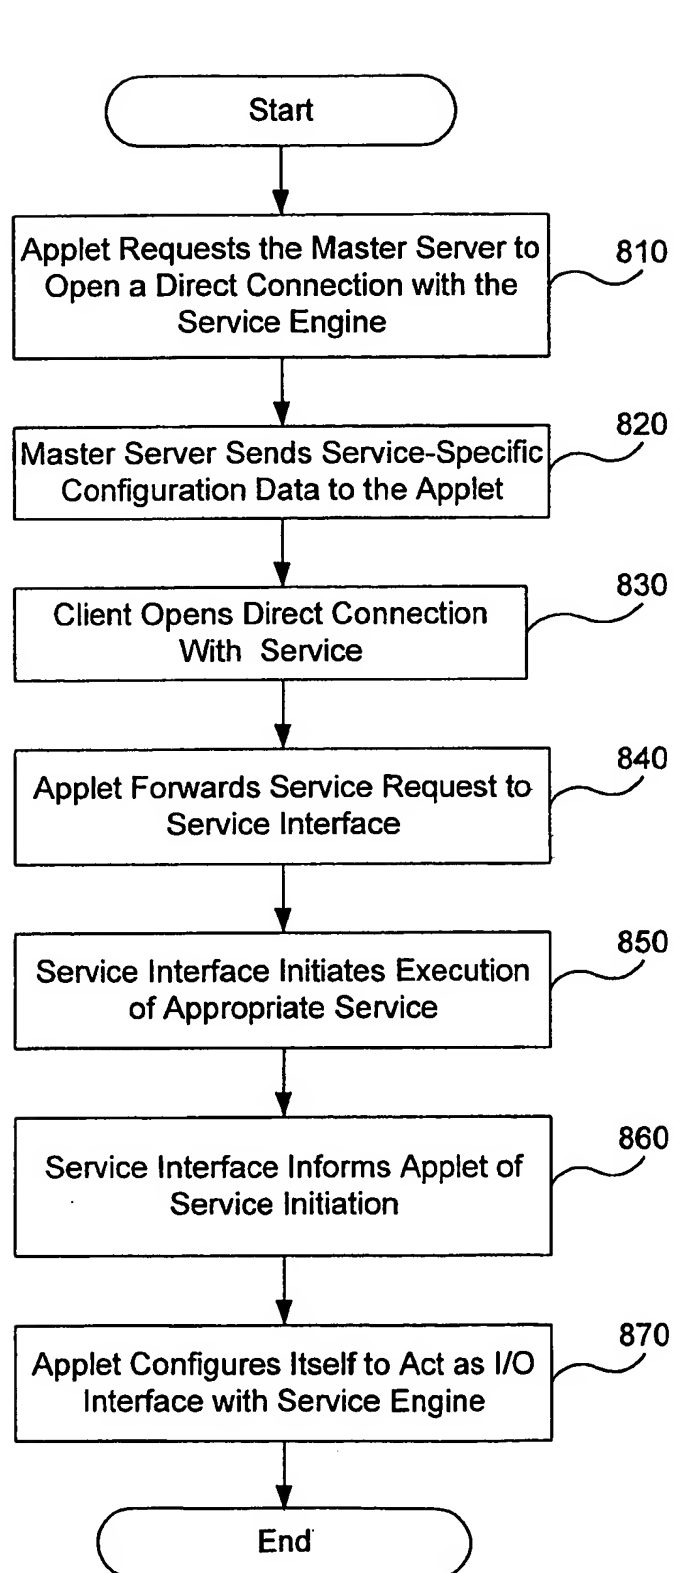 Start
Applet Requests the Master Server to
Open a Direct Connection with the
Service Engine
810
Master Server Sends Service-Specific
Configuration Data to the Applet
820
Client Opens Direct Connection
With Service
830
Applet Forwards Service Request to
Service Interface
840
Service Interface Initiates Execution
of Appropriate Service
850
Service Interface Informs Applet of
Service Initiation
860
Applet Configures Itself to Act as I/O
Interface with Service Engine
870
End